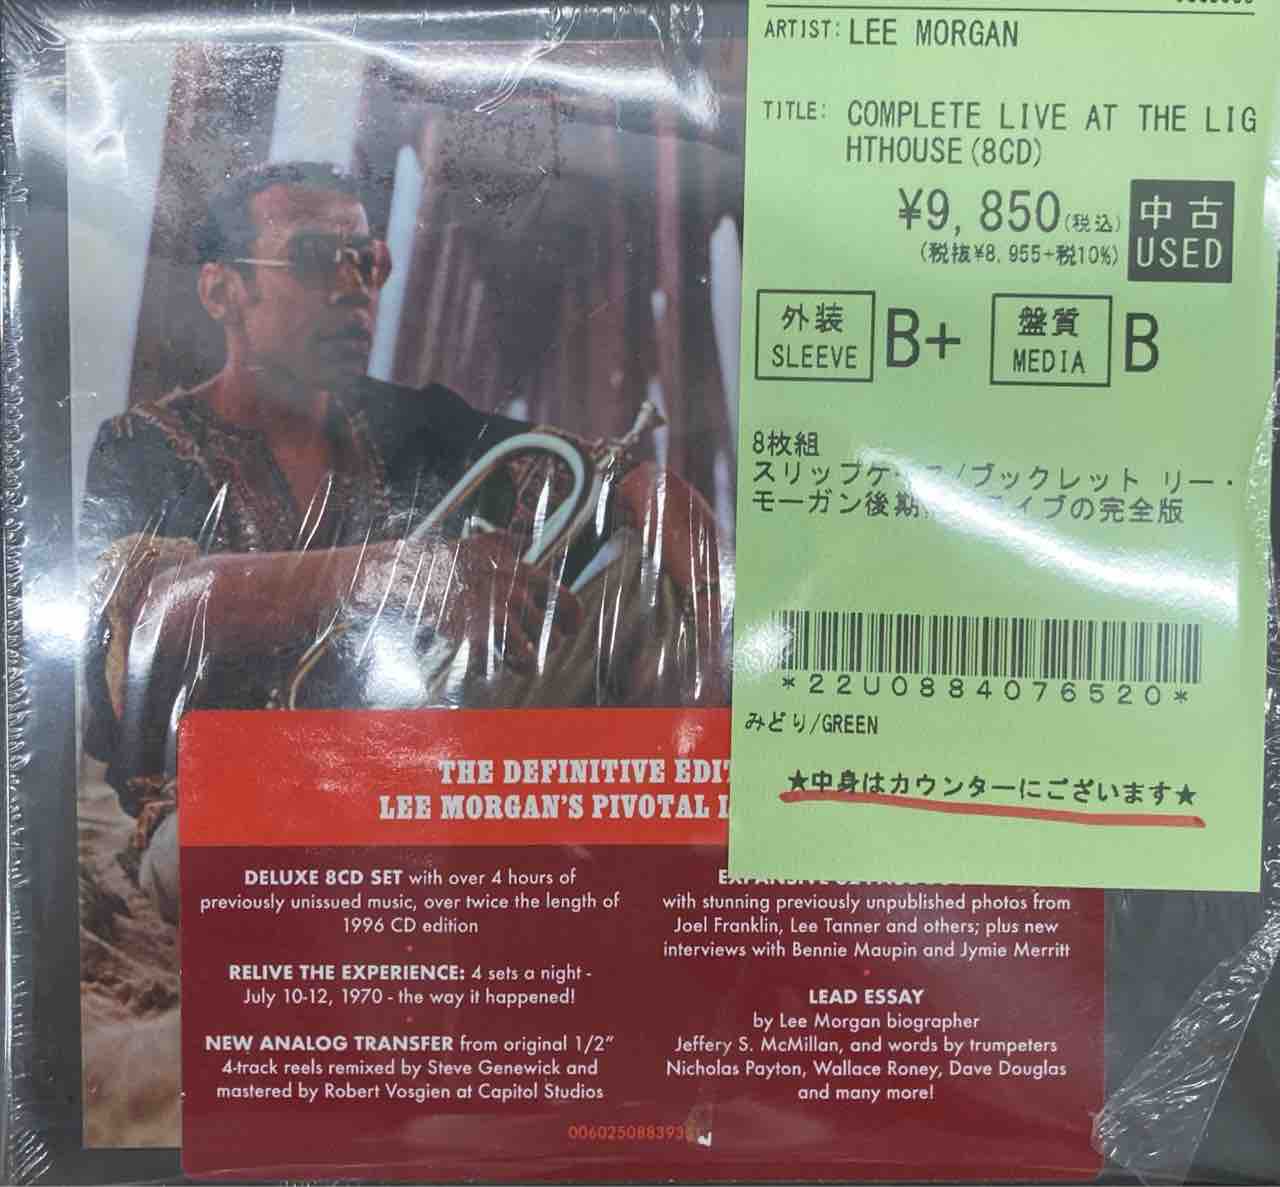 ARTIST: LEE MORGAN
TITLE: COMPLETE LIVE AT THE LIG
HTHOUSE(8CD)
¥9,850(税込)
(税抜¥8,955+税10%)
中古
USED
外装
SLEEVE
B+
盤質
MEDIA
B
8枚組
スリップケース/ブックレット リー・
モーガン後期 ライブの完全版
*22U0884076520*
みどり/GREEN
★中身はカウンターにございます★
THE DEFINITIVE EDIT
LEE MORGAN'S PIVOTAL L
DELUXE 8CD SET with over 4 hours of
previously unissued music, over twice the length of
1996 CD edition
RELIVE THE EXPERIENCE: 4 sets a night -
July 10-12, 1970 - the way it happened!
NEW ANALOG TRANSFER from original 1/2"
4-track reels remixed by Steve Genewick and
mastered by Robert Vosgien at Capitol Studios
with stunning previously unpublished photos from
Joel Franklin, Lee Tanner and others; plus new
interviews with Bennie Maupin and Jymie Merritt
LEAD ESSAY
by Lee Morgan biographer
Jeffery S. McMillan, and words by trumpeters
Nicholas Payton, Wallace Roney, Dave Douglas
and many more!
006025088393